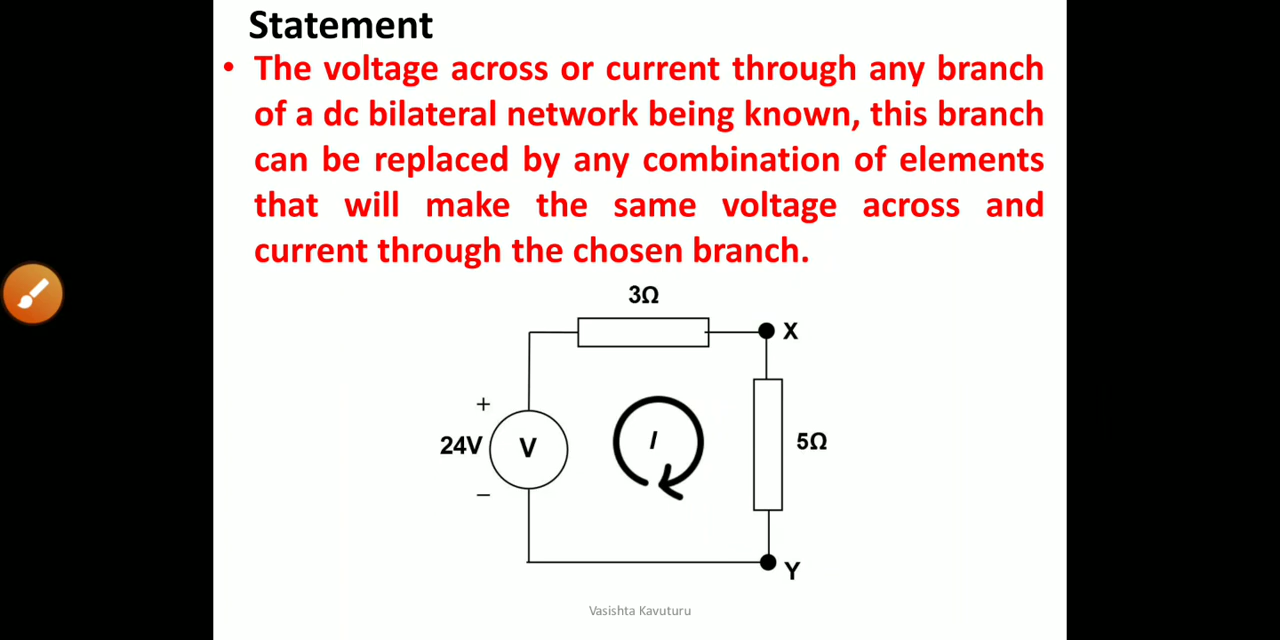 Statement
• The voltage across or current through any branch
of a dc bilateral network being known, this branch
can be replaced by any combination of elements
that will make the same voltage across and
current through the chosen branch.
3Ω
X
+
24V V I 5Ω
−
Y
Vasishta Kavuturu